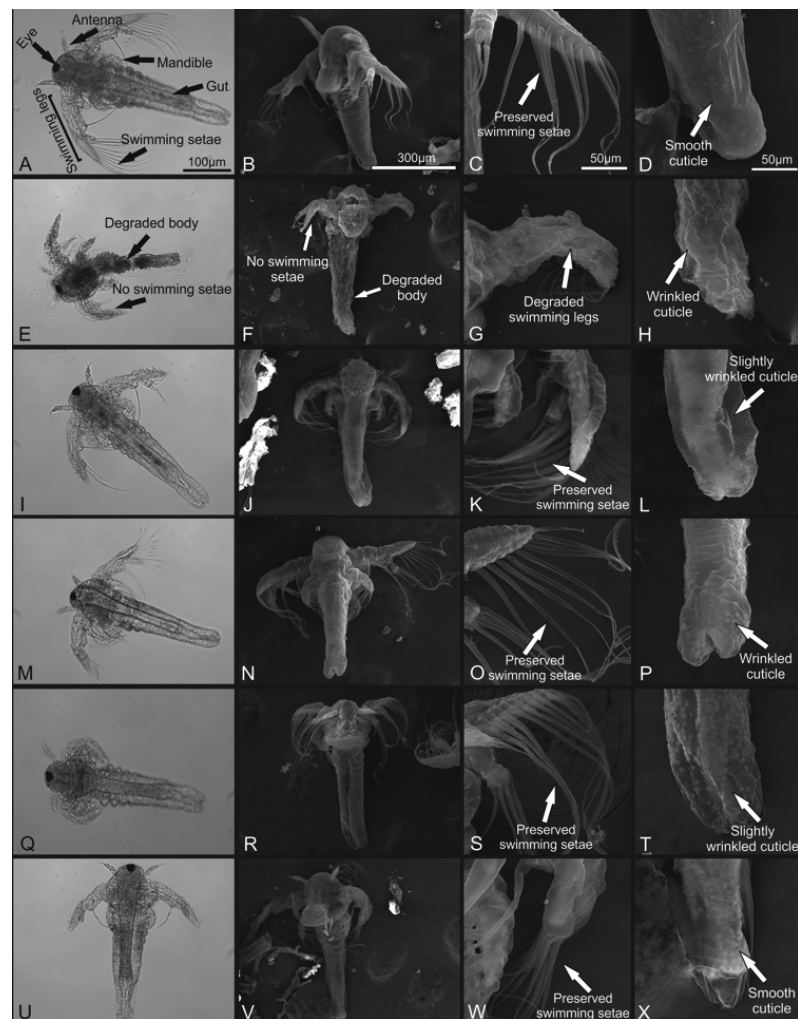 Antenna
Eye
Mandible
Gut
Swimming legs
Swimming setae
A
100µm
B
300µm
Preserved
swimming setae
C
50µm
Smooth
cuticle
D
50µm
Degraded body
No swimming setae
E
No swimming
setae
Degraded
body
F
Degraded
swimming legs
G
Wrinkled
cuticle
H
I
J
Preserved
swimming setae
K
Slightly
wrinkled cuticle
L
M
N
Preserved
swimming setae
O
Wrinkled
cuticle
P
Q
R
Preserved
swimming setae
S
Slightly
wrinkled cuticle
T
U
V
Preserved
swimming setae
W
Smooth
cuticle
X